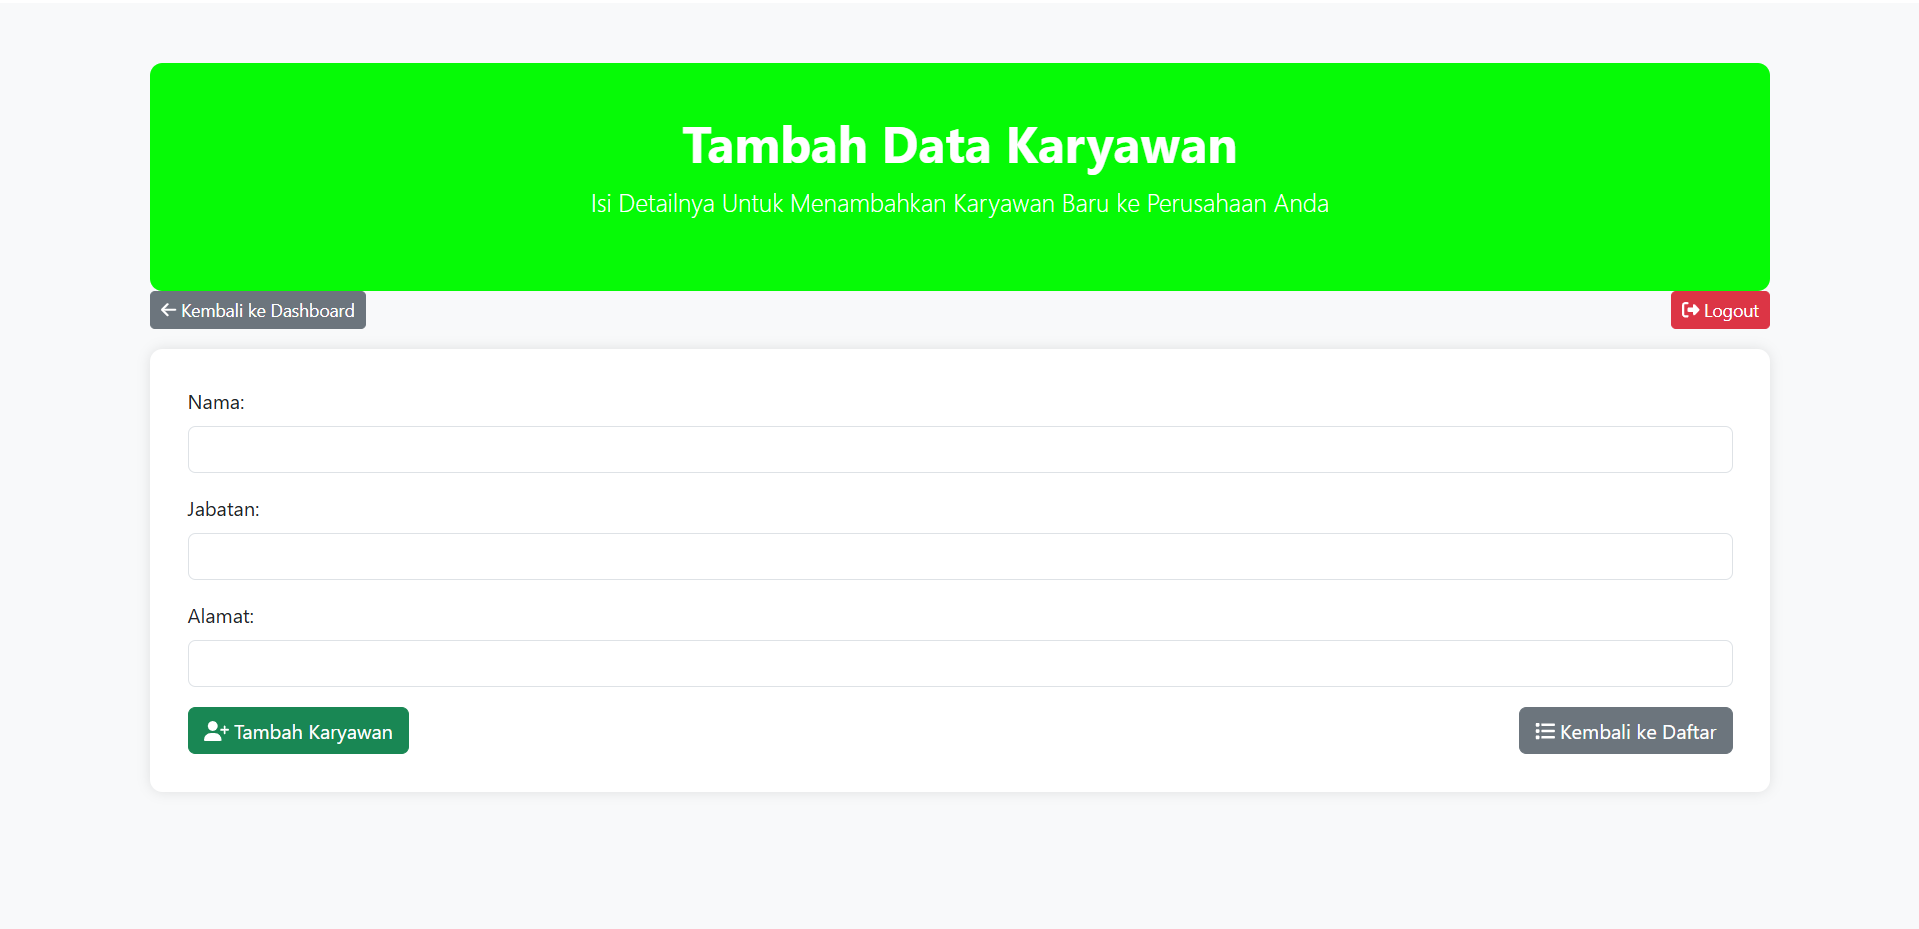 Tambah Data Karyawan
Isi Detailnya Untuk Menambahkan Karyawan Baru ke Perusahaan Anda
Kembali ke Dashboard
Logout
Nama:
Jabatan:
Alamat:
Tambah Karyawan
Kembali ke Daftar